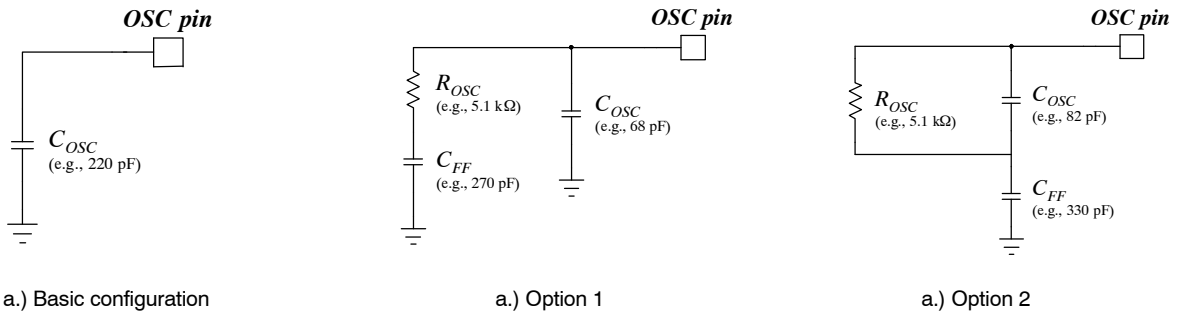 OSC pin
C_OSC
(e.g., 220 pF)
a.) Basic configuration
OSC pin
R_OSC
(e.g., 5.1 kΩ)
C_OSC
(e.g., 68 pF)
C_FF
(e.g., 270 pF)
a.) Option 1
OSC pin
R_OSC
(e.g., 5.1 kΩ)
C_OSC
(e.g., 82 pF)
C_FF
(e.g., 330 pF)
a.) Option 2